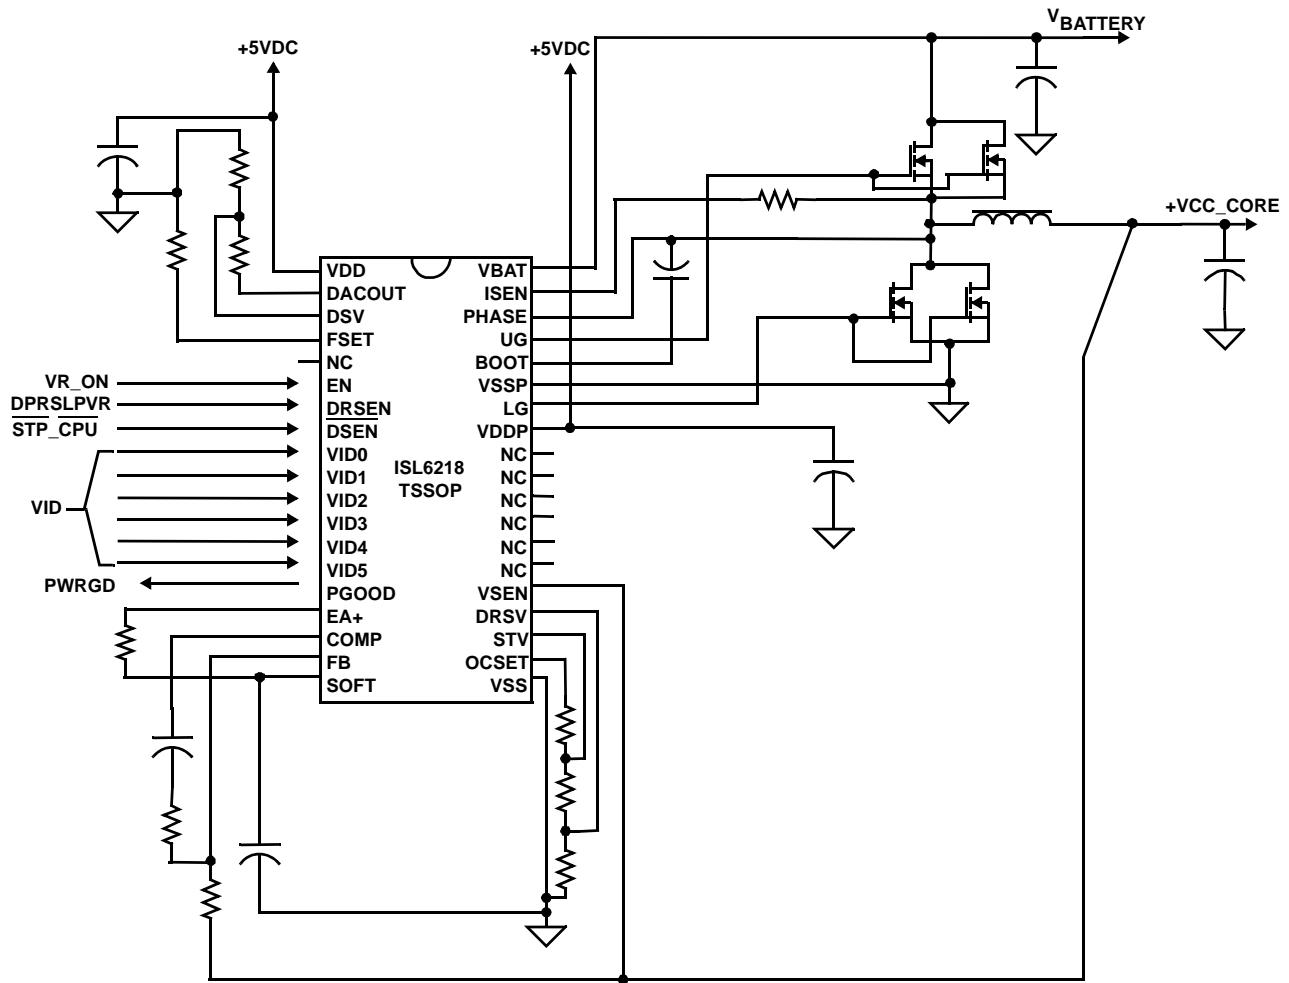 V_BATTERY
+5VDC
+5VDC
+VCC_CORE
VDD
DACOUT
DSV
FSET
NC
EN
DRSEN
DSEN
VID0
VID1
VID2
VID3
VID4
VID5
PGOOD
EA+
COMP
FB
SOFT
ISL6218
TSSOP
VBAT
ISEN
PHASE
UG
BOOT
VSSP
LG
VDDP
NC
NC
NC
NC
NC
NC
VSEN
DRSV
STV
OCSET
VSS
VR_ON
DPRSLPVR
STP_CPU
VID
PWRGD